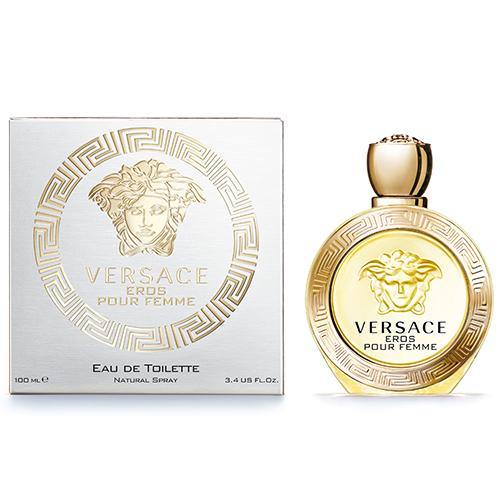 VERSACE
EROS
POUR FEMME
EAU DE TOILETTE
100 ML ℮ NATURAL SPRAY 3.4 US FL.OZ.
VERSACE
EROS
POUR FEMME